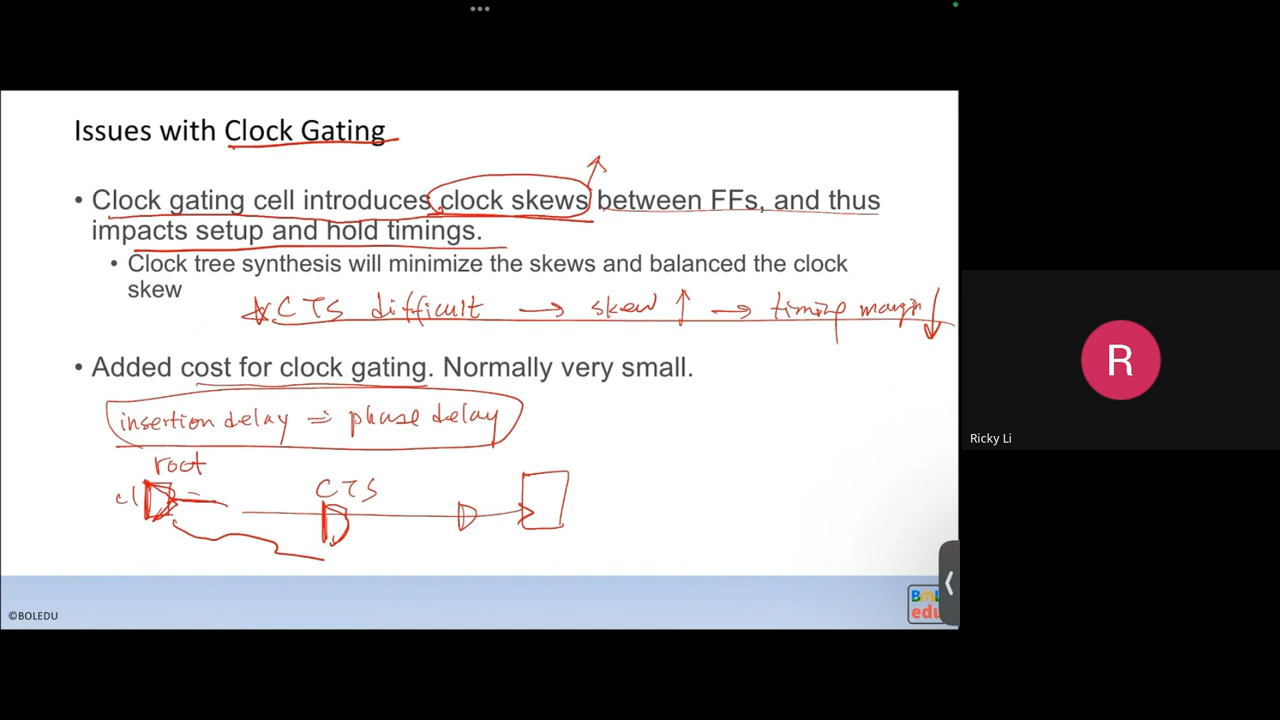 Issues with Clock Gating
• Clock gating cell introduces clock skews between FFs, and thus
impacts setup and hold timings.
• Clock tree synthesis will minimize the skews and balanced the clock
skew
CTS difficult → skew ↑ → timing margin ↓
• Added cost for clock gating. Normally very small.
insertion delay = phase delay
root
CTS
©BOLEDU
edu
R
Ricky Li